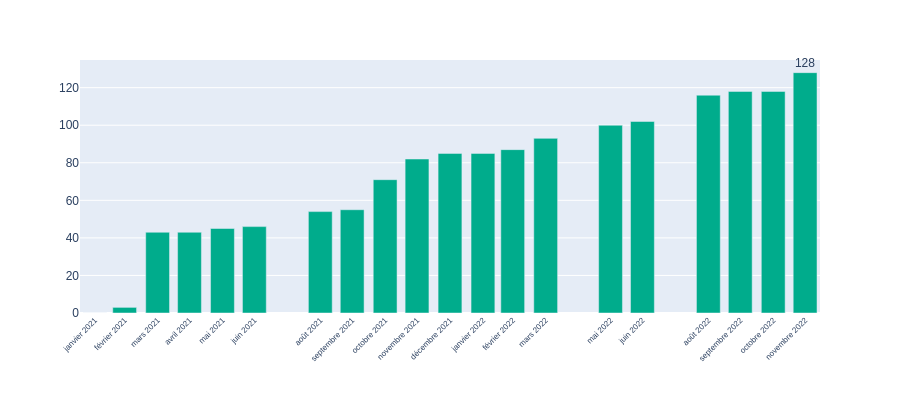 128
120
100
80
60
40
20
0
janvier 2021
février 2021
mars 2021
avril 2021
mai 2021
juin 2021
août 2021
septembre 2021
octobre 2021
novembre 2021
décembre 2021
janvier 2022
février 2022
mars 2022
mai 2022
juin 2022
août 2022
septembre 2022
octobre 2022
novembre 2022